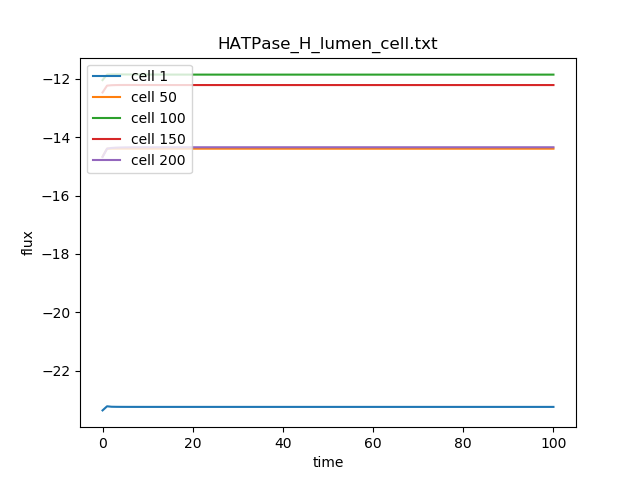 HATPase_H_lumen_cell.txt
cell 1
cell 50
cell 100
cell 150
cell 200
−12
−14
−16
−18
−20
−22
flux
0 20 40 60 80 100
time